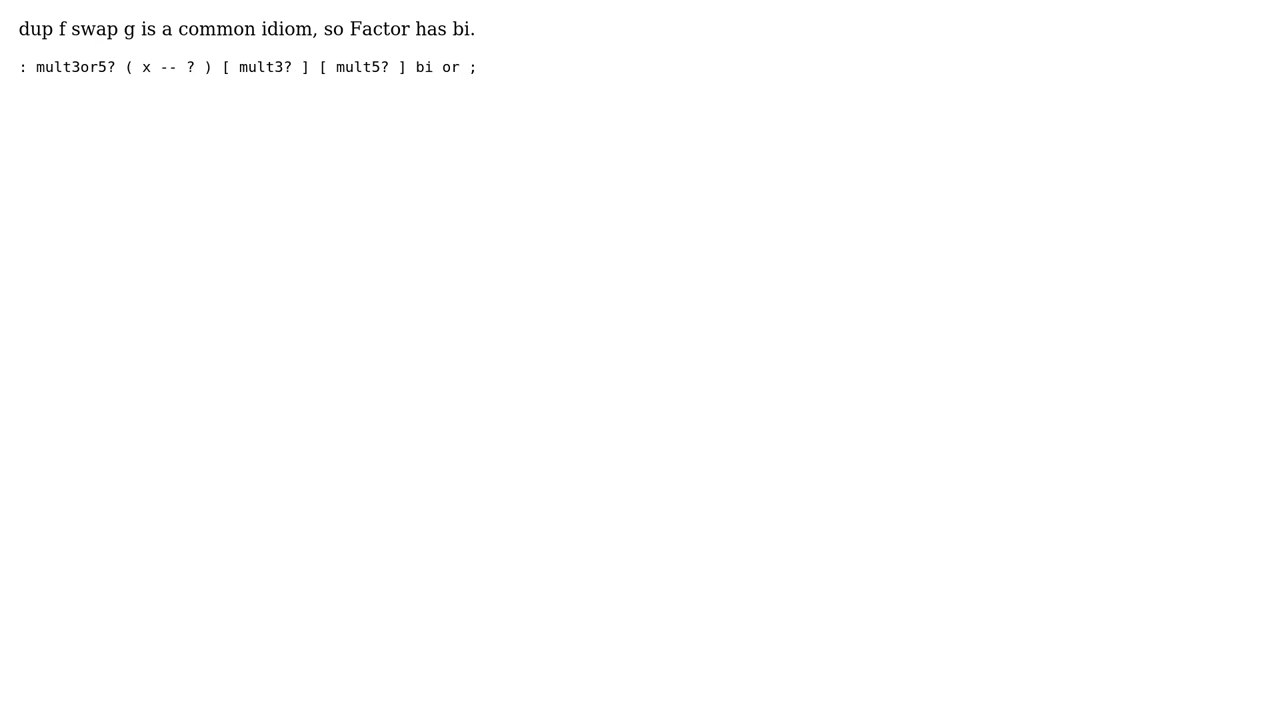 dup f swap g is a common idiom, so Factor has bi.
: mult3or5? ( x -- ? ) [ mult3? ] [ mult5? ] bi or ;